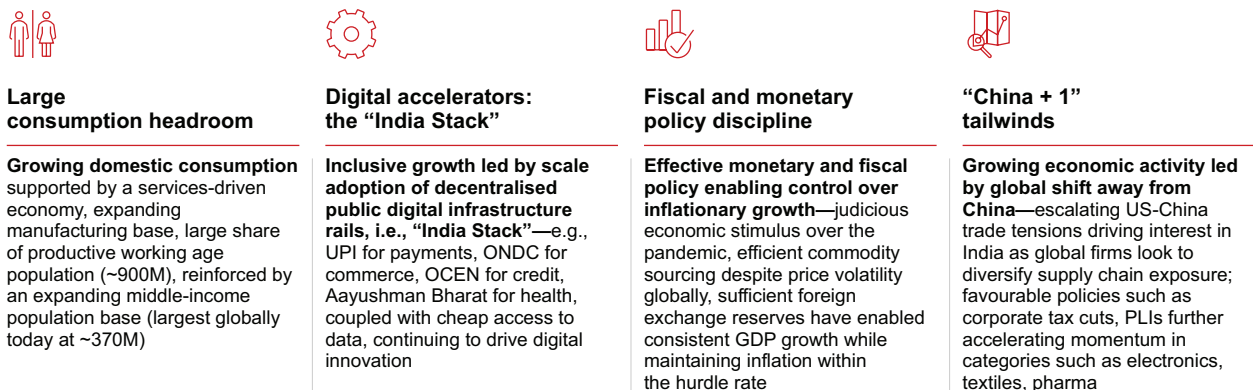 Large
consumption headroom
Growing domestic consumption
supported by a services-driven
economy, expanding
manufacturing base, large share
of productive working age
population (~900M), reinforced by
an expanding middle-income
population base (largest globally
today at ~370M)
Digital accelerators:
the “India Stack”
Inclusive growth led by scale
adoption of decentralised
public digital infrastructure
rails, i.e., “India Stack”—e.g.,
UPI for payments, ONDC for
commerce, OCEN for credit,
Aayushman Bharat for health,
coupled with cheap access to
data, continuing to drive digital
innovation
Fiscal and monetary
policy discipline
Effective monetary and fiscal
policy enabling control over
inflationary growth—judicious
economic stimulus over the
pandemic, efficient commodity
sourcing despite price volatility
globally, sufficient foreign
exchange reserves have enabled
consistent GDP growth while
maintaining inflation within
the hurdle rate
“China + 1”
tailwinds
Growing economic activity led
by global shift away from
China—escalating US-China
trade tensions driving interest in
India as global firms look to
diversify supply chain exposure;
favourable policies such as
corporate tax cuts, PLIs further
accelerating momentum in
categories such as electronics,
textiles, pharma